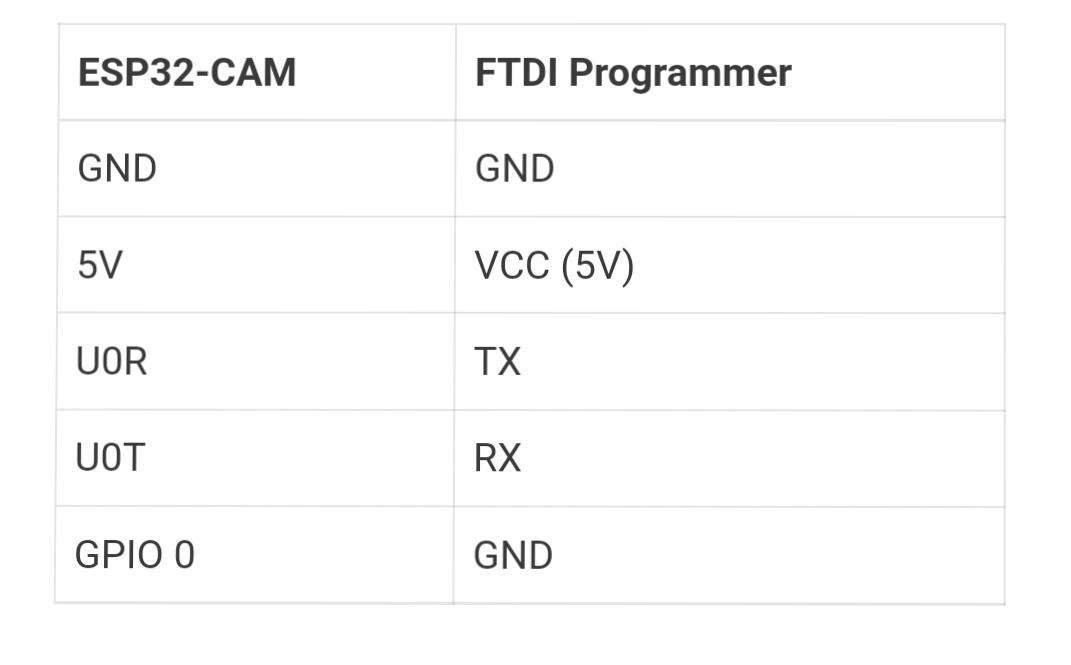 ESP32-CAM FTDI Programmer
GND GND
5V VCC (5V)
U0R TX
U0T RX
GPIO 0 GND